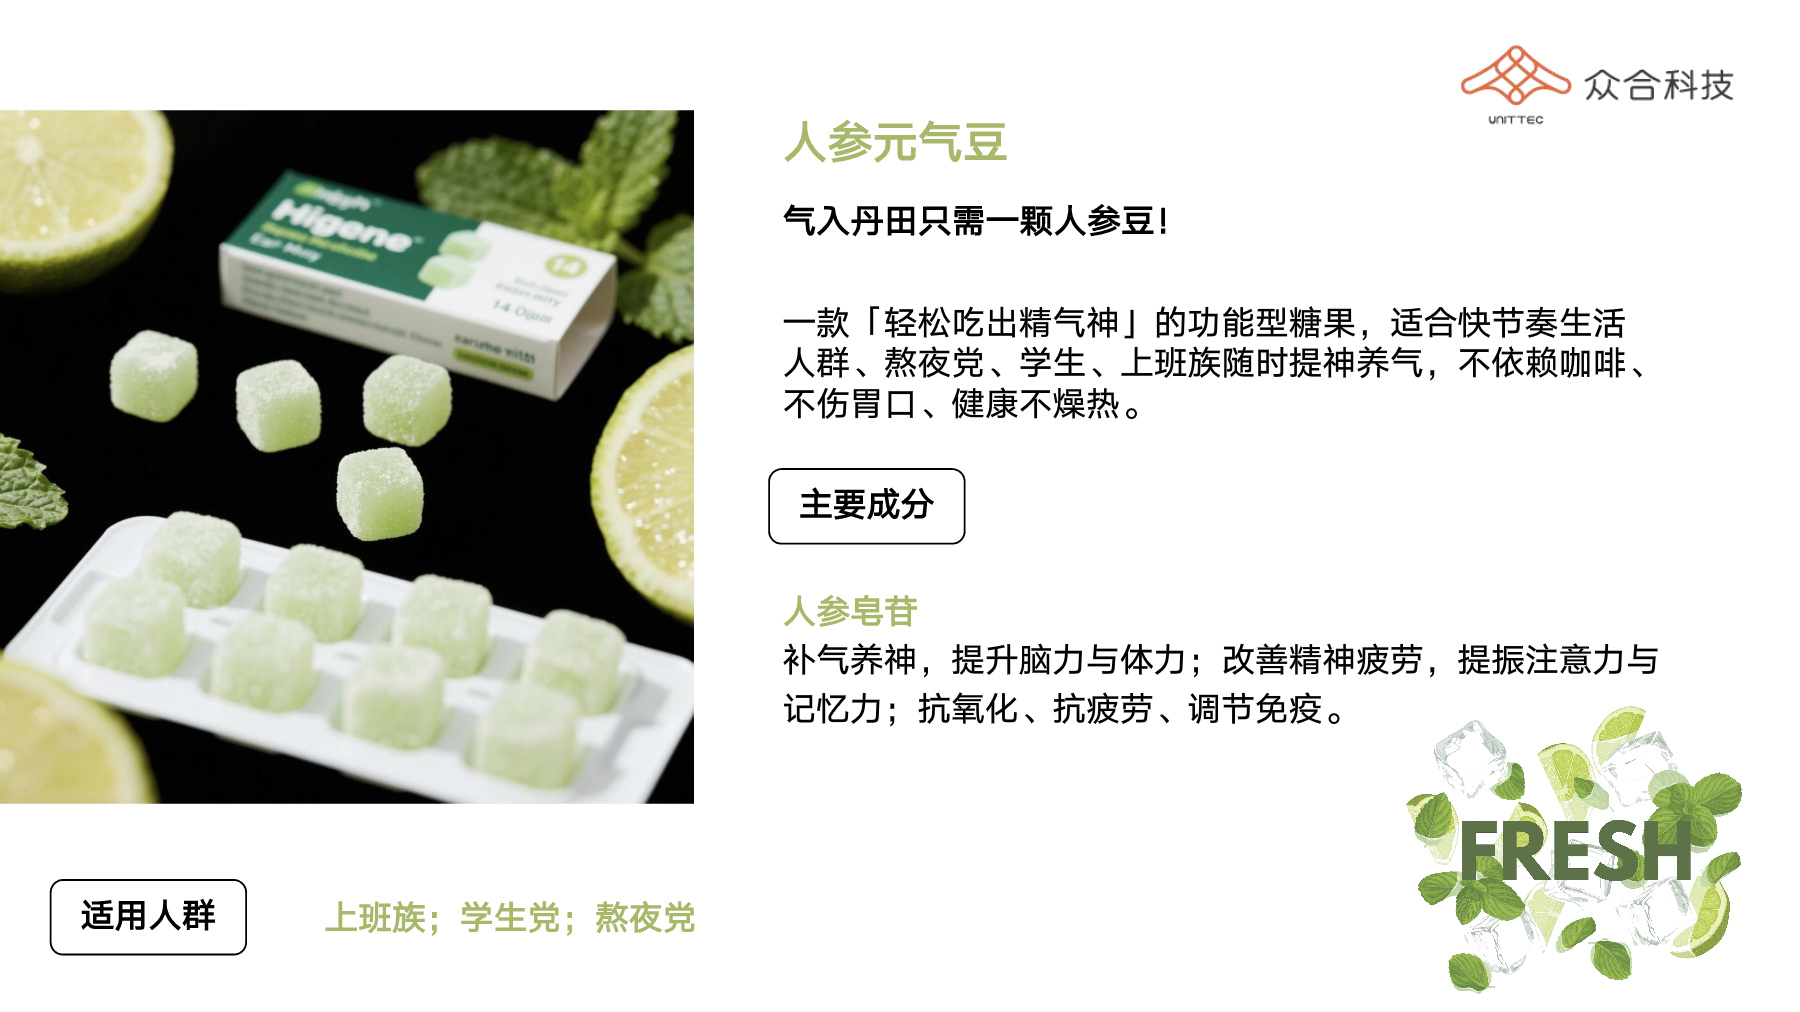 众合科技
UNITTEC
人参元气豆
气入丹田只需一颗人参豆！
一款「轻松吃出精气神」的功能型糖果，适合快节奏生活
人群、熬夜党、学生、上班族随时提神养气，不依赖咖啡、
不伤胃口、健康不燥热。
主要成分
人参皂苷
补气养神，提升脑力与体力；改善精神疲劳，提振注意力与
记忆力；抗氧化、抗疲劳、调节免疫。
Higene
14
FRESH
适用人群
上班族；学生党；熬夜党